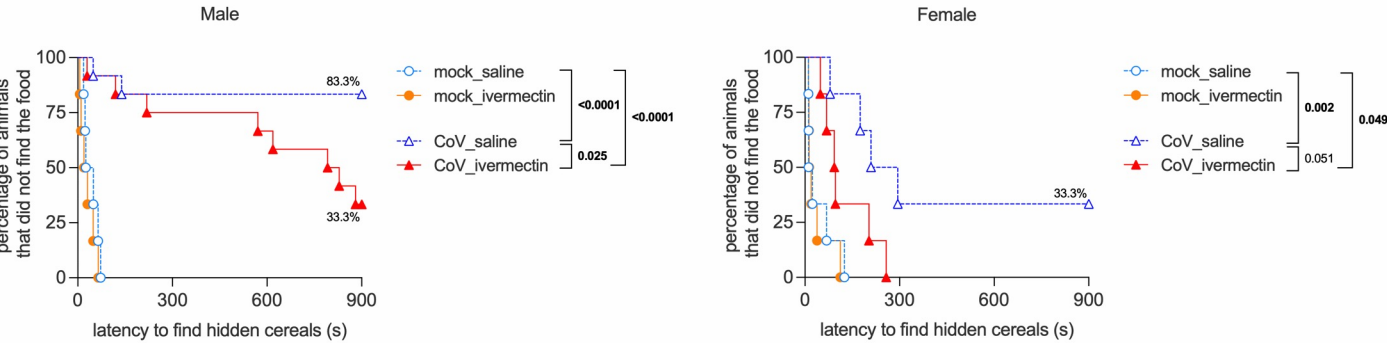 Male
percentage of animals
that did not find the food
100
75
50
25
0
0 300 600 900
latency to find hidden cereals (s)
83.3%
33.3%
mock_saline
mock_ivermectin
CoV_saline
CoV_ivermectin
<0.0001
0.025
<0.0001
Female
percentage of animals
that did not find the food
100
75
50
25
0
0 300 600 900
latency to find hidden cereals (s)
33.3%
mock_saline
mock_ivermectin
CoV_saline
CoV_ivermectin
0.002
0.051
0.049